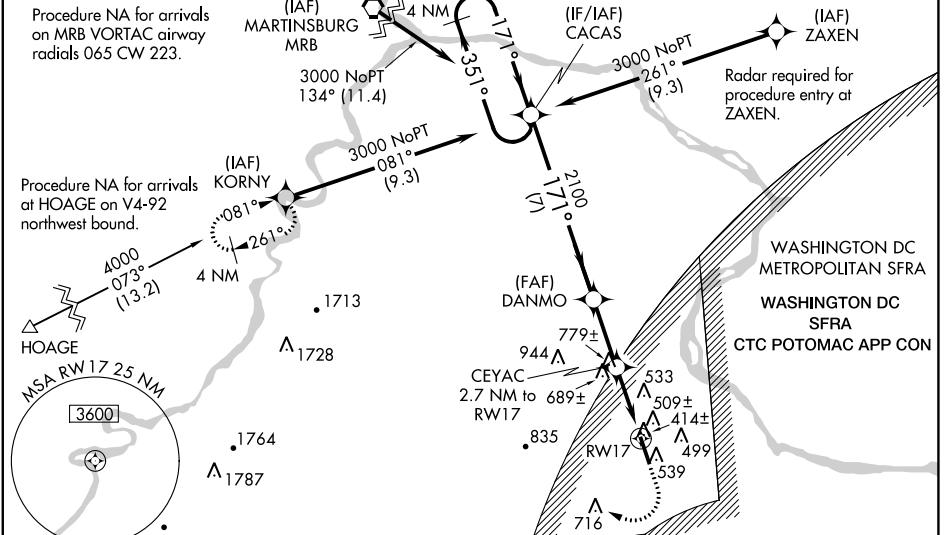 Procedure NA for arrivals
on MRB VORTAC airway
radials 065 CW 223.
(IAF)
MARTINSBURG
MRB
4 NM
171°
351°
3000 NoPT
134° (11.4)
(IF/IAF)
CACAS
(IAF)
ZAXEN
3000 NoPT
261°
(9.3)
Radar required for
procedure entry at
ZAXEN.
3000 NoPT
081°
(9.3)
(IAF)
KORNY
Procedure NA for arrivals
at HOAGE on V4-92
northwest bound.
081°
261°
4 NM
4000
073°
(13.2)
HOAGE
2100
171°
(7)
WASHINGTON DC
METROPOLITAN SFRA
WASHINGTON DC
SFRA
CTC POTOMAC APP CON
(FAF)
DANMO
1713
1728
779±
944
CEYAC
2.7 NM to
RW17
689±
533
509±
414±
499
539
RW17
835
716
MSA RW17 25 NM
3600
1764
1787